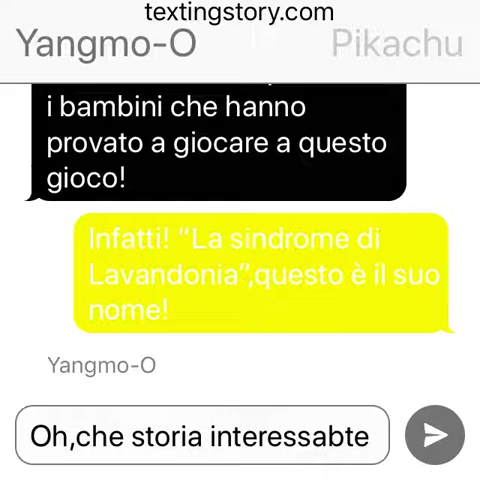 textingstory.com
Yangmo-O Pikachu
i bambini che hanno
provato a giocare a questo
gioco!
Infatti! “La sindrome di
Lavandonia”,questo è il suo
nome!
Yangmo-O
Oh,che storia interessabte